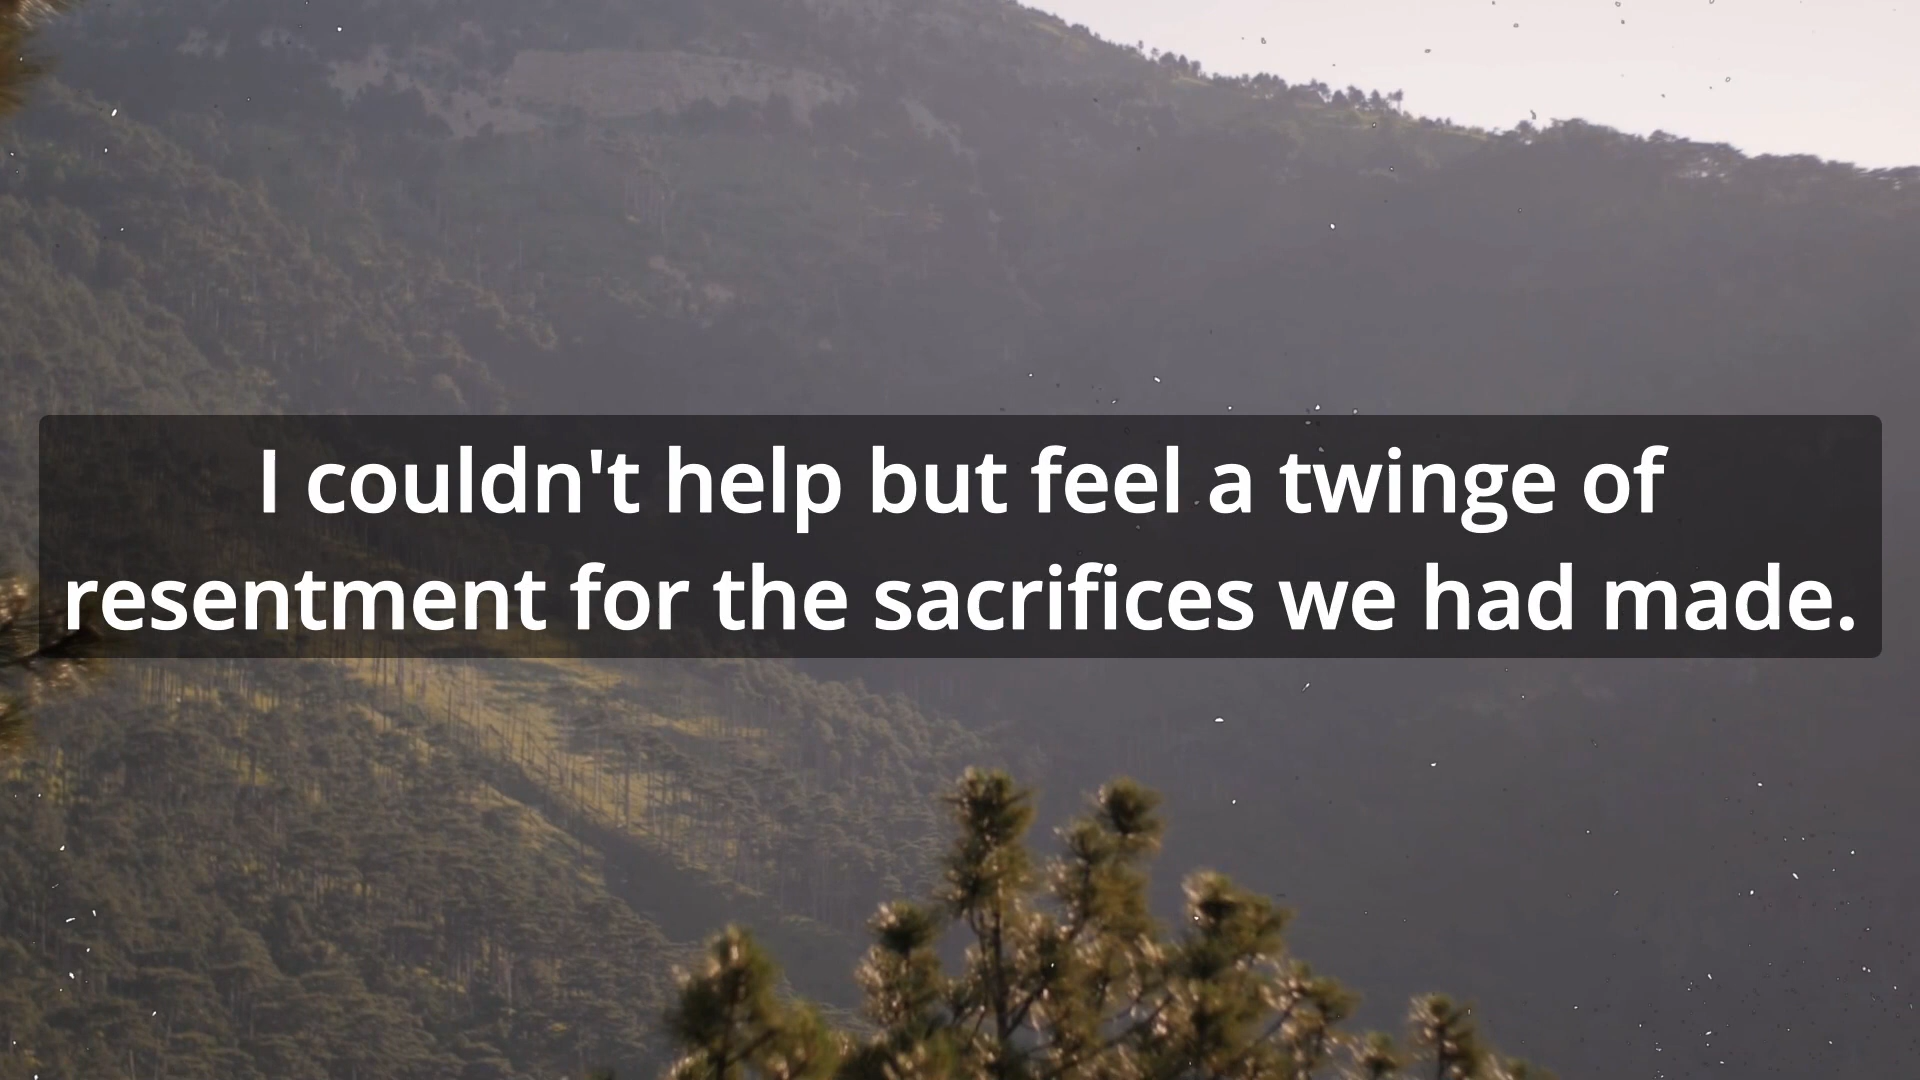 I couldn't help but feel a twinge of
resentment for the sacrifices we had made.